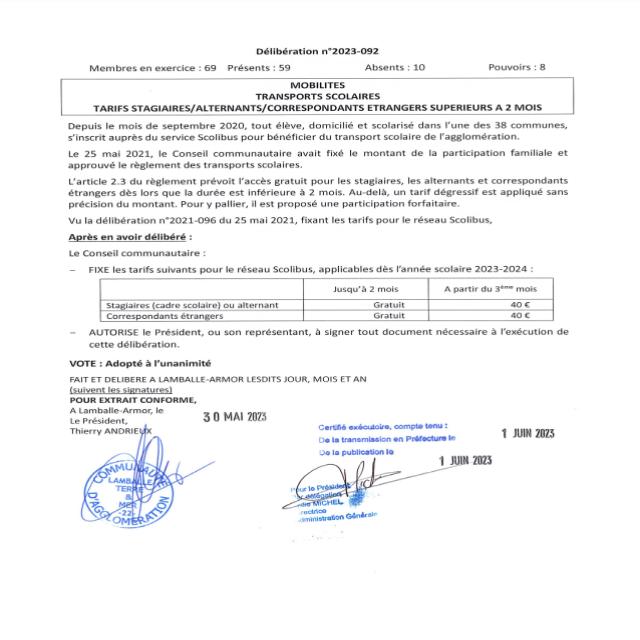 Délibération n°2023-092
Membres en exercice : 69 Présents : 59 Absents : 10 Pouvoirs : 8
MOBILITES
TRANSPORTS SCOLAIRES
TARIFS STAGIAIRES/ALTERNANTS/CORRESPONDANTS ETRANGERS SUPERIEURS A 2 MOIS
Depuis le mois de septembre 2020, tout élève, domicilié et scolarisé dans l'une des 38 communes,
s'inscrit auprès du service Scolibus pour bénéficier du transport scolaire de l'agglomération.
Le 25 mai 2021, le Conseil communautaire avait fixé le montant de la participation familiale et
approuvé le règlement des transports scolaires.
L'article 2.3 du règlement prévoit l'accès gratuit pour les stagiaires, les alternants et correspondants
étrangers dès lors que la durée est inférieure à 2 mois. Au-delà, un tarif dégressif est appliqué sans
précision du montant. Pour y pallier, il est proposé une participation forfaitaire.
Vu la délibération n°2021-096 du 25 mai 2021, fixant les tarifs pour le réseau Scolibus,
Après en avoir délibéré :
Le Conseil communautaire :
– FIXE les tarifs suivants pour le réseau Scolibus, applicables dès l'année scolaire 2023-2024 :
Jusqu'à 2 mois A partir du 3ème mois
Stagiaires (cadre scolaire) ou alternant Gratuit 40 €
Correspondants étrangers Gratuit 40 €
– AUTORISE le Président, ou son représentant, à signer tout document nécessaire à l'exécution de
cette délibération.
VOTE : Adopté à l'unanimité
FAIT ET DELIBERE A LAMBALLE-ARMOR LESDITS JOUR, MOIS ET AN
(suivent les signatures)
POUR EXTRAIT CONFORME,
A Lamballe-Armor, le 30 MAI 2023
Le Président,
Thierry ANDRIEUX
Certifié exécutoire, compte tenu :
De la transmission en Préfecture le 1 JUIN 2023
De la publication le 1 JUIN 2023
COMMUNAUTE
LAMBALLE
TERRE
&
MER
-22-
D'AGGLOMERATION
Pour le Président
délégation
MICHEL
rectrice
ministration Générale